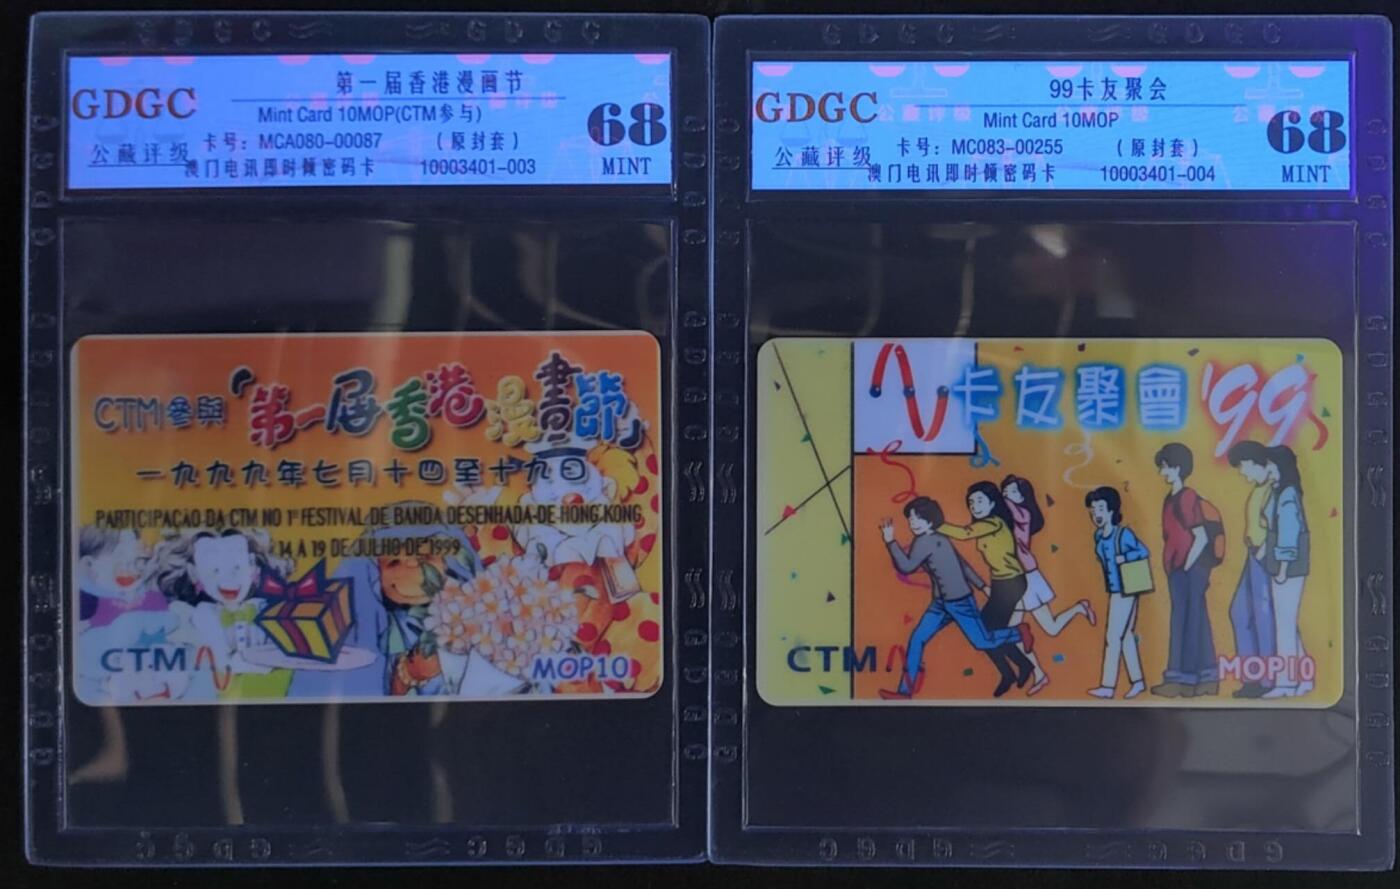 GDGC
公藏评级
第一届香港漫画节
Mint Card 10MOP(CTM参与)
卡号：MCA080-00087 （原封套）
澳门电讯即时倾密码卡 10003401-003
68
MINT
CTM參與「第一屆香港漫畫節」
一九九九年七月十四至十九日
PARTICIPAÇÃO DA CTM NO 1º FESTIVAL DE BANDA DESENHADA DE HONG KONG
14 A 19 DE JULHO DE 1999
CTM
MOP10
GDGC
公藏评级
99卡友聚会
Mint Card 10MOP
卡号：MC083-00255 （原封套）
澳门电讯即时倾密码卡 10003401-004
68
MINT
卡友聚會'99
CTM
MOP10